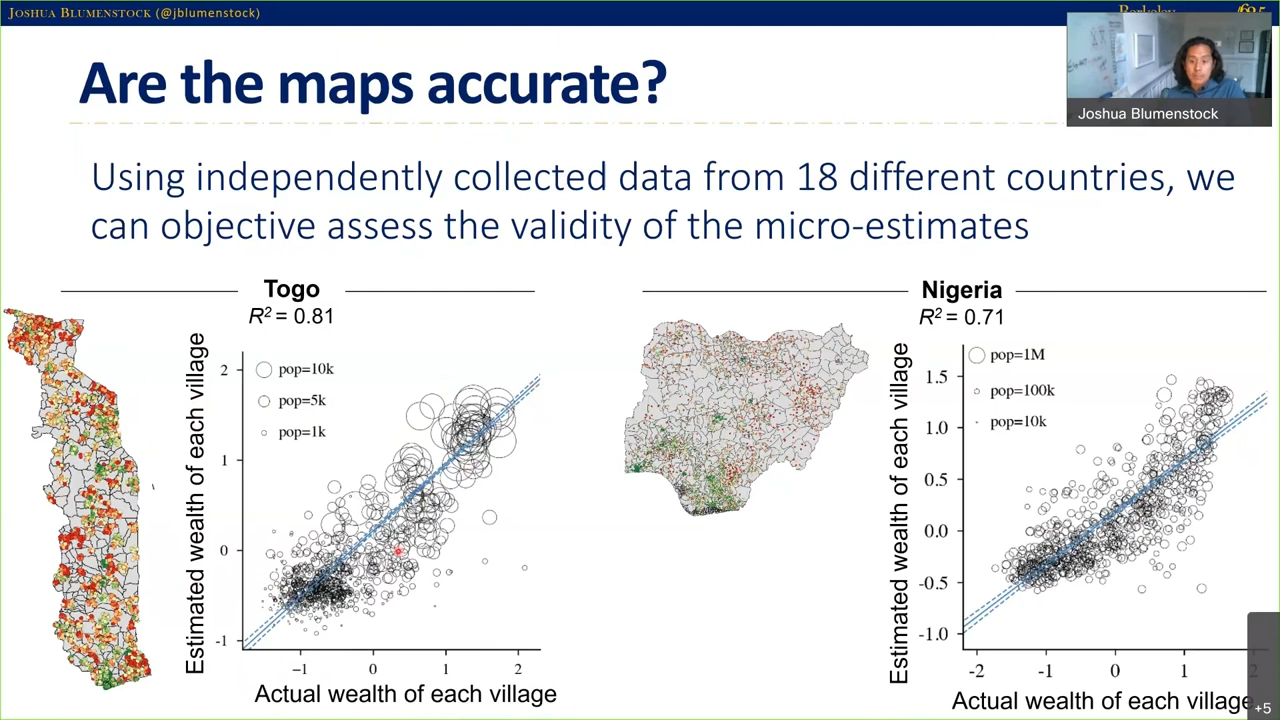 JOSHUA BLUMENSTOCK (@jblumenstock)
Berkeley
Joshua Blumenstock
Are the maps accurate?
Using independently collected data from 18 different countries, we
can objective assess the validity of the micro-estimates
Togo
R² = 0.81
Estimated wealth of each village
pop=10k
pop=5k
pop=1k
2
1
0
-1
−1 0 1 2
Actual wealth of each village
Nigeria
R² = 0.71
Estimated wealth of each village
pop=1M
pop=100k
pop=10k
1.5
1.0
0.5
0.0
-0.5
-1.0
-2 -1 0 1 2
Actual wealth of each village
+5